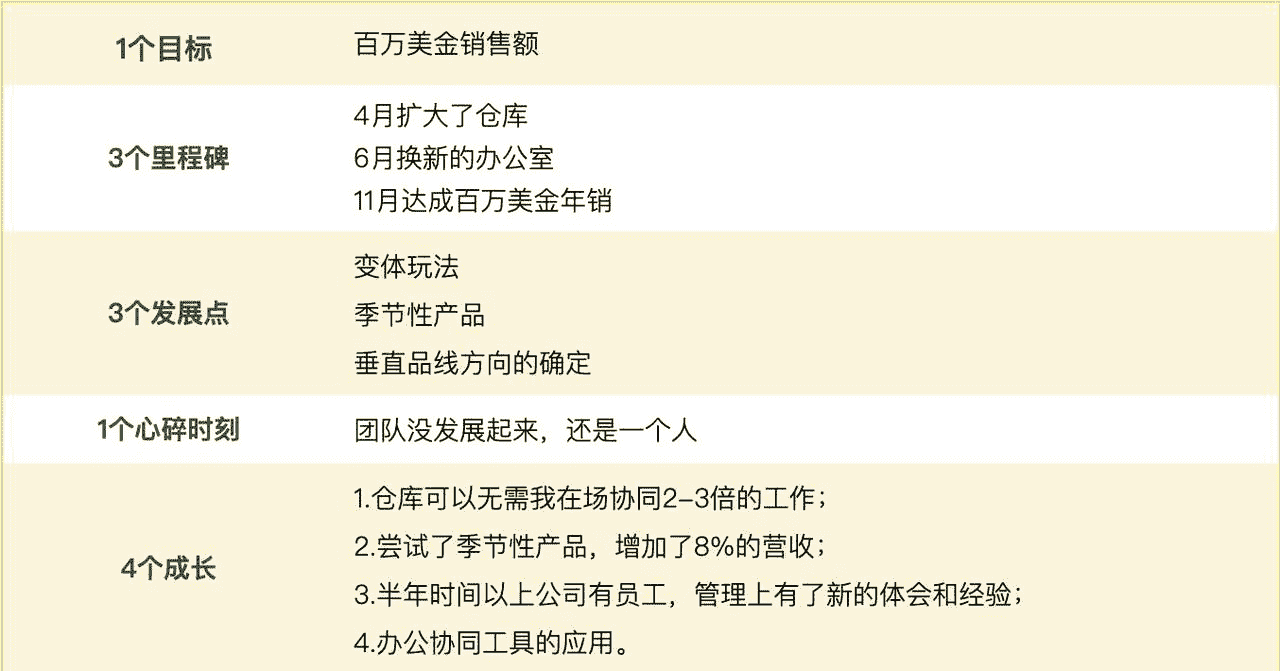 1个目标
百万美金销售额
3个里程碑
4月扩大了仓库
6月换新的办公室
11月达成百万美金年销
3个发展点
变体玩法
季节性产品
垂直品线方向的确定
1个心碎时刻
团队没发展起来，还是一个人
4个成长
1.仓库可以无需我在场协同2-3倍的工作；
2.尝试了季节性产品，增加了8%的营收；
3.半年时间以上公司有员工，管理上有了新的体会和经验；
4.办公协同工具的应用。